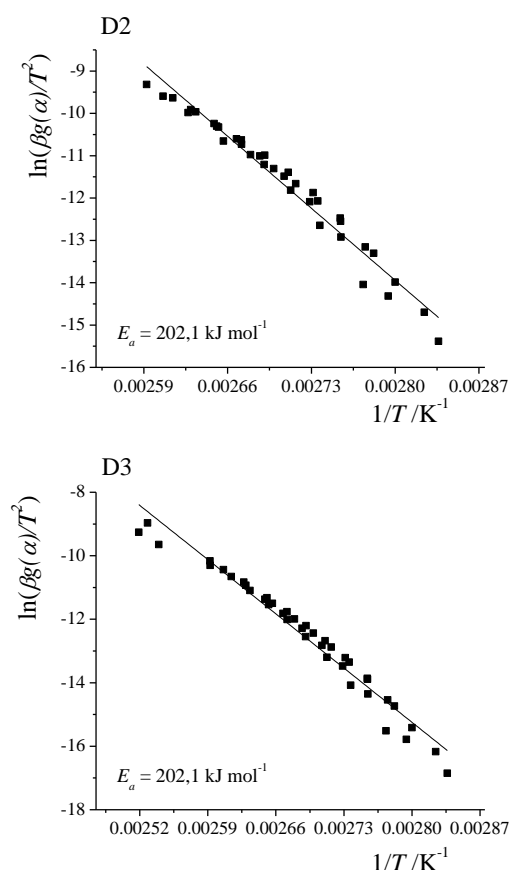 D2
ln(βg(α)/T²)
-9
-10
-11
-12
-13
-14
-15
-16
E_a = 202,1 kJ mol⁻¹
0.00259 0.00266 0.00273 0.00280 0.00287
1/T /K⁻¹
D3
ln(βg(α)/T²)
-8
-10
-12
-14
-16
-18
E_a = 202,1 kJ mol⁻¹
0.00252 0.00259 0.00266 0.00273 0.00280 0.00287
1/T /K⁻¹